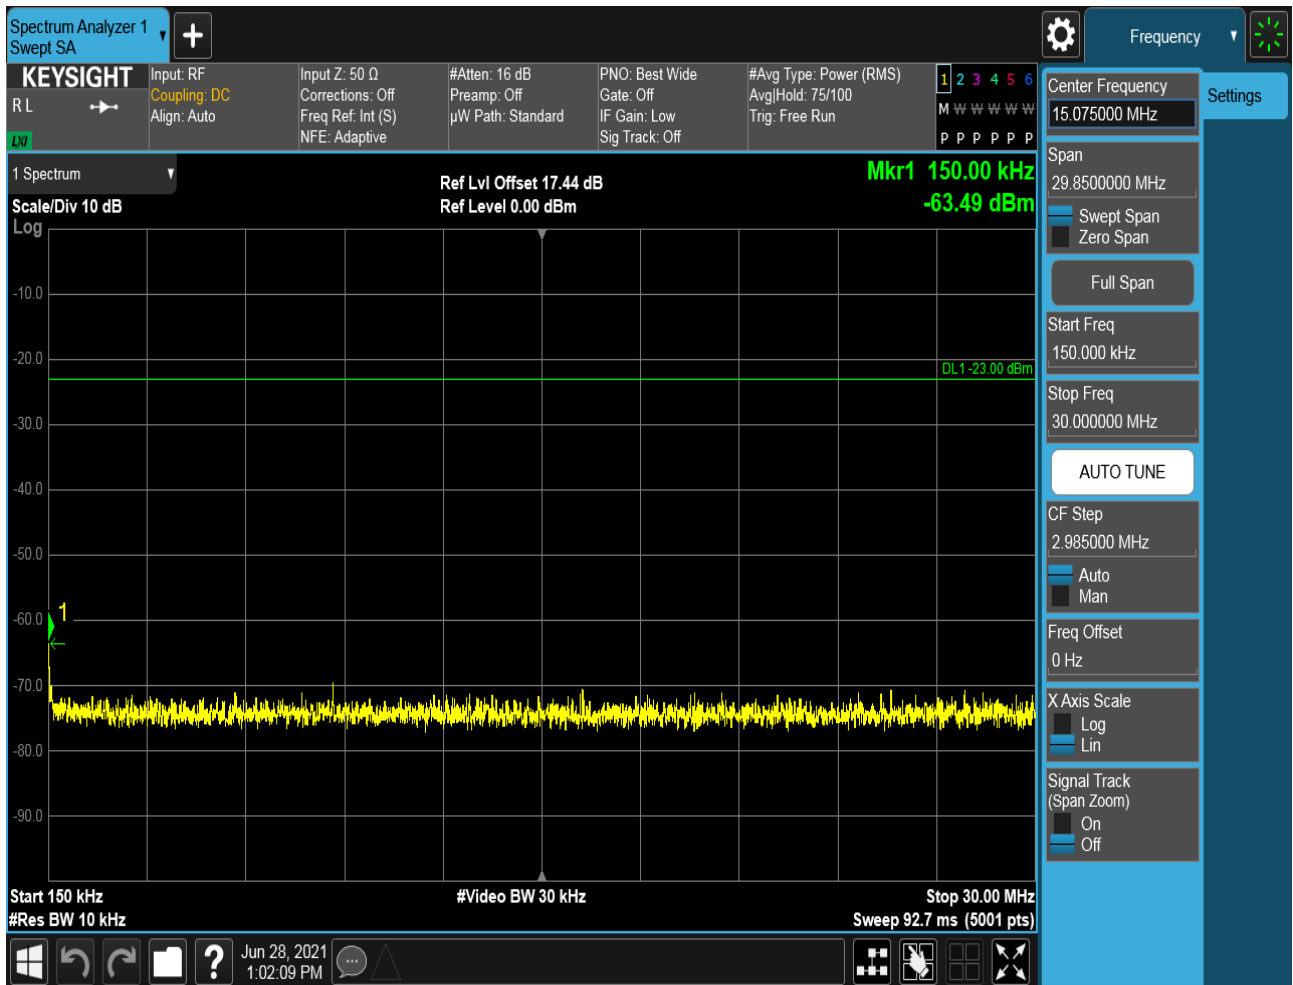 Spectrum Analyzer 1
Swept SA
Frequency
KEYSIGHT
R L
LXI
Input: RF
Coupling: DC
Align: Auto
Input Z: 50 Ω
Corrections: Off
Freq Ref: Int (S)
NFE: Adaptive
#Atten: 16 dB
Preamp: Off
µW Path: Standard
PNO: Best Wide
Gate: Off
IF Gain: Low
Sig Track: Off
#Avg Type: Power (RMS)
Avg|Hold: 75/100
Trig: Free Run
1 2 3 4 5 6
M W W W W W
P P P P P P
1 Spectrum
Scale/Div 10 dB
Log
Ref Lvl Offset 17.44 dB
Ref Level 0.00 dBm
Mkr1 150.00 kHz
-63.49 dBm
-10.0
-20.0
DL1 -23.00 dBm
-30.0
-40.0
-50.0
-60.0
1
-70.0
-80.0
-90.0
Start 150 kHz
#Res BW 10 kHz
#Video BW 30 kHz
Stop 30.00 MHz
Sweep 92.7 ms (5001 pts)
Jun 28, 2021
1:02:09 PM
Center Frequency
15.075000 MHz
Settings
Span
29.8500000 MHz
Swept Span
Zero Span
Full Span
Start Freq
150.000 kHz
Stop Freq
30.000000 MHz
AUTO TUNE
CF Step
2.985000 MHz
Auto
Man
Freq Offset
0 Hz
X Axis Scale
Log
Lin
Signal Track
(Span Zoom)
On
Off